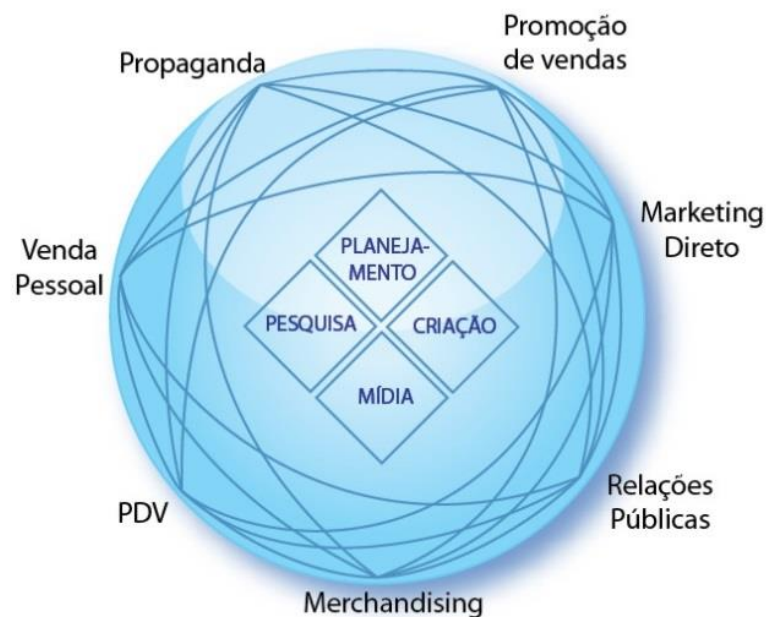 Promoção
de vendas
Propaganda
Marketing
Direto
Venda
Pessoal
PLANEJA-
MENTO
PESQUISA
CRIAÇÃO
MÍDIA
Relações
Públicas
PDV
Merchandising